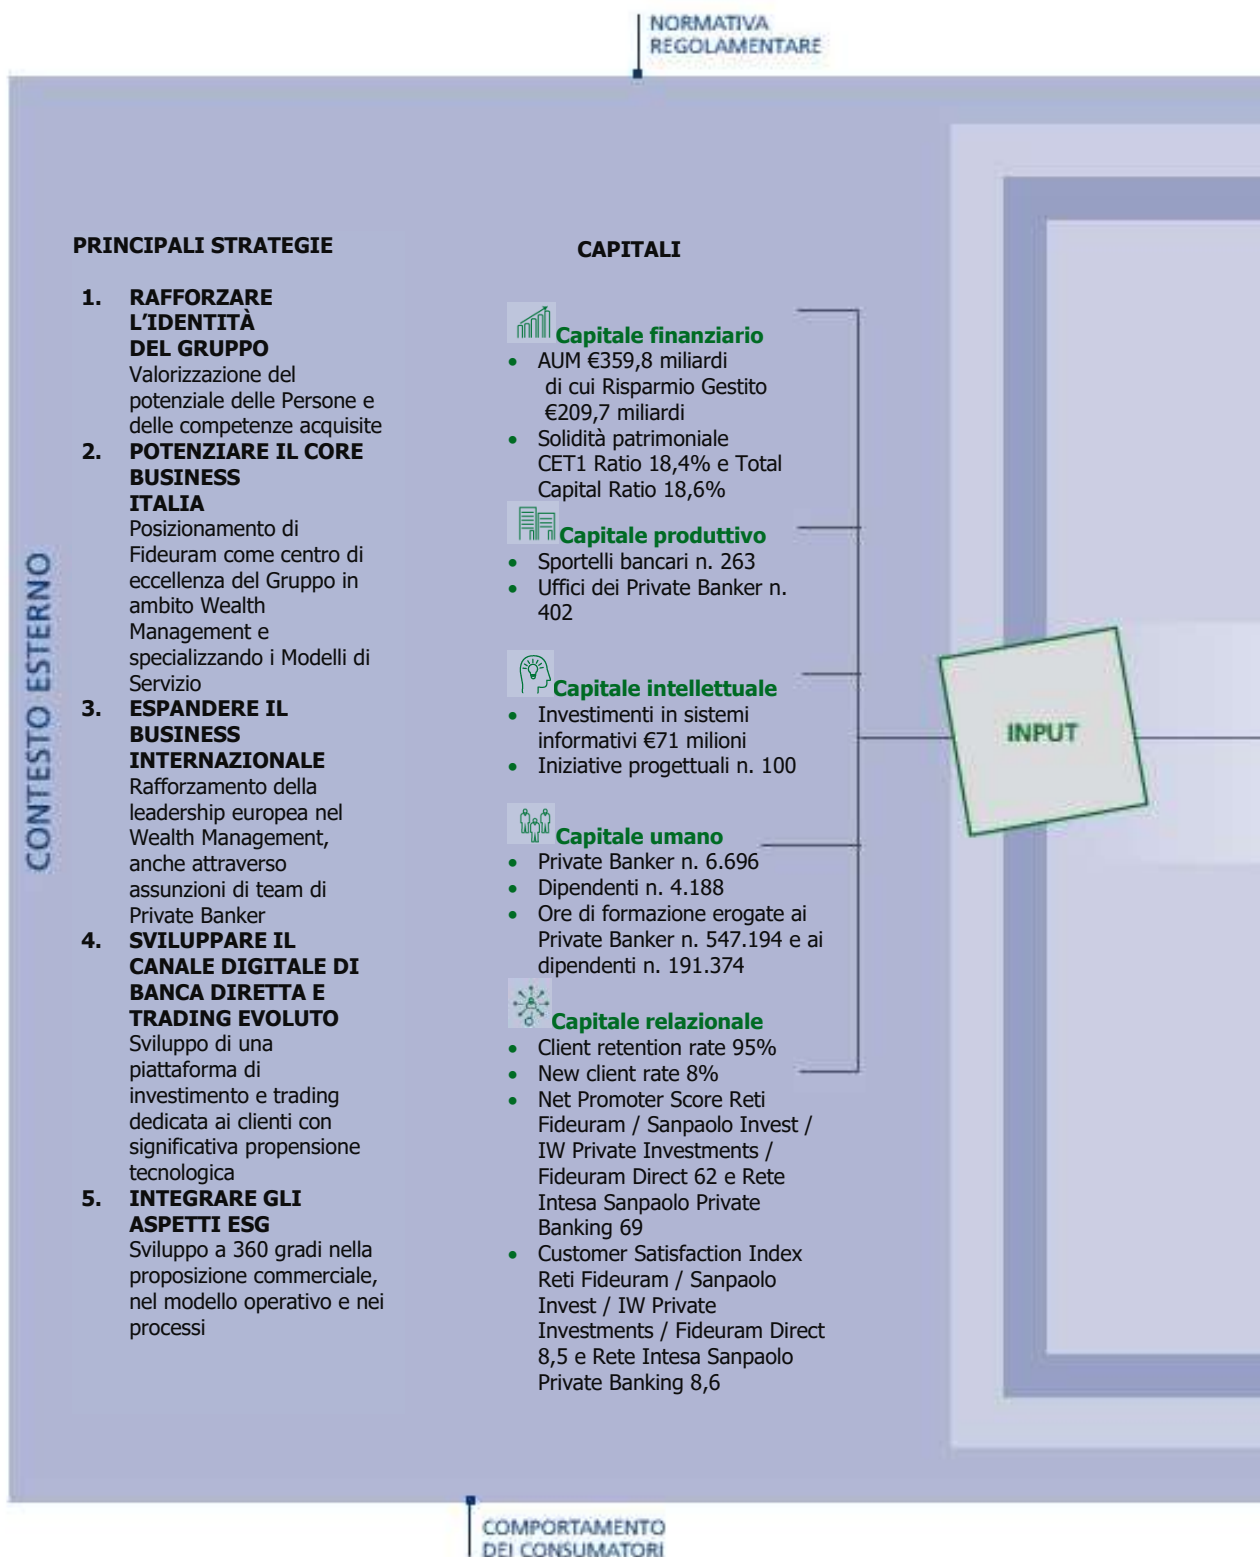 NORMATIVA
REGOLAMENTARE
CONTESTO ESTERNO
PRINCIPALI STRATEGIE
1. RAFFORZARE
L'IDENTITÀ
DEL GRUPPO
Valorizzazione del
potenziale delle Persone e
delle competenze acquisite
2. POTENZIARE IL CORE
BUSINESS
ITALIA
Posizionamento di
Fideuram come centro di
eccellenza del Gruppo in
ambito Wealth
Management e
specializzando i Modelli di
Servizio
3. ESPANDERE IL
BUSINESS
INTERNAZIONALE
Rafforzamento della
leadership europea nel
Wealth Management,
anche attraverso
assunzioni di team di
Private Banker
4. SVILUPPARE IL
CANALE DIGITALE DI
BANCA DIRETTA E
TRADING EVOLUTO
Sviluppo di una
piattaforma di
investimento e trading
dedicata ai clienti con
significativa propensione
tecnologica
5. INTEGRARE GLI
ASPETTI ESG
Sviluppo a 360 gradi nella
proposizione commerciale,
nel modello operativo e nei
processi
CAPITALI
Capitale finanziario
• AUM €359,8 miliardi
di cui Risparmio Gestito
€209,7 miliardi
• Solidità patrimoniale
CET1 Ratio 18,4% e Total
Capital Ratio 18,6%
Capitale produttivo
• Sportelli bancari n. 263
• Uffici dei Private Banker n.
402
Capitale intellettuale
• Investimenti in sistemi
informativi €71 milioni
• Iniziative progettuali n. 100
Capitale umano
• Private Banker n. 6.696
• Dipendenti n. 4.188
• Ore di formazione erogate ai
Private Banker n. 547.194 e ai
dipendenti n. 191.374
Capitale relazionale
• Client retention rate 95%
• New client rate 8%
• Net Promoter Score Reti
Fideuram / Sanpaolo Invest /
IW Private Investments /
Fideuram Direct 62 e Rete
Intesa Sanpaolo Private
Banking 69
• Customer Satisfaction Index
Reti Fideuram / Sanpaolo
Invest / IW Private
Investments / Fideuram Direct
8,5 e Rete Intesa Sanpaolo
Private Banking 8,6
INPUT
COMPORTAMENTO
DEI CONSUMATORI